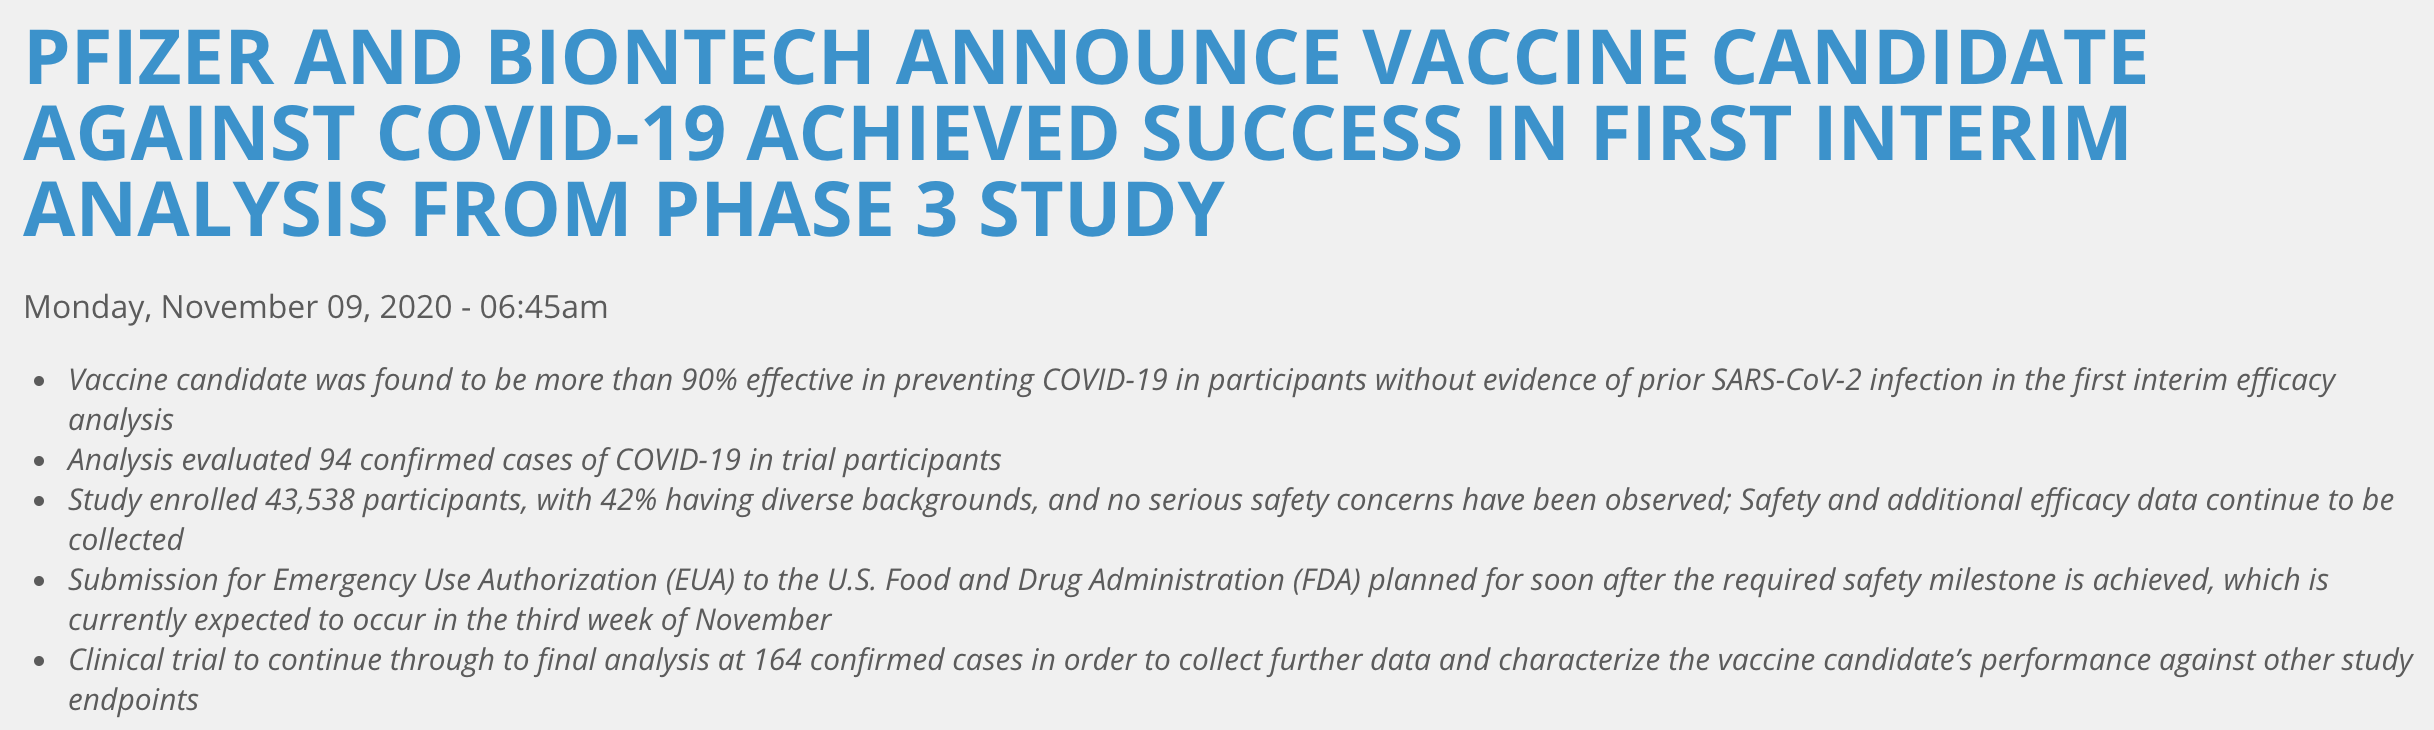 PFIZER AND BIONTECH ANNOUNCE VACCINE CANDIDATE
AGAINST COVID-19 ACHIEVED SUCCESS IN FIRST INTERIM
ANALYSIS FROM PHASE 3 STUDY
Monday, November 09, 2020 - 06:45am
• Vaccine candidate was found to be more than 90% effective in preventing COVID-19 in participants without evidence of prior SARS-CoV-2 infection in the first interim efficacy
analysis
• Analysis evaluated 94 confirmed cases of COVID-19 in trial participants
• Study enrolled 43,538 participants, with 42% having diverse backgrounds, and no serious safety concerns have been observed; Safety and additional efficacy data continue to be
collected
• Submission for Emergency Use Authorization (EUA) to the U.S. Food and Drug Administration (FDA) planned for soon after the required safety milestone is achieved, which is
currently expected to occur in the third week of November
• Clinical trial to continue through to final analysis at 164 confirmed cases in order to collect further data and characterize the vaccine candidate’s performance against other study
endpoints